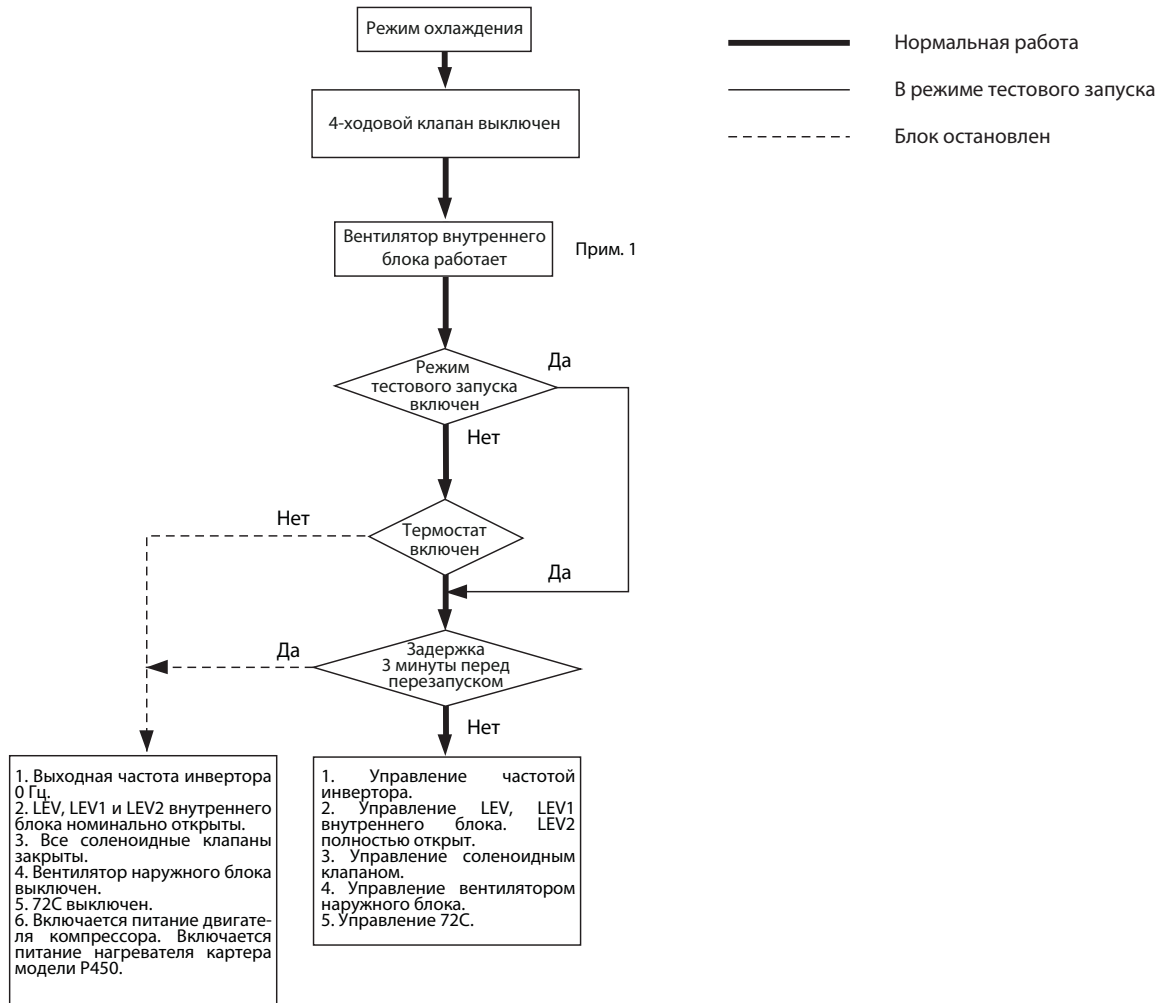 Режим охлаждения
Нормальная работа
В режиме тестового запуска
Блок остановлен
4-ходовой клапан выключен
Вентилятор внутреннего
блока работает
Прим. 1
Режим
тестового запуска
включен
Да
Нет
Термостат
включен
Нет
Да
Задержка
3 минуты перед
перезапуском
Да
Нет
1. Выходная частота инвертора
0 Гц.
2. LEV, LEV1 и LEV2 внутреннего
блока номинально открыты.
3. Все соленоидные клапаны
закрыты.
4. Вентилятор наружного блока
выключен.
5. 72С выключен.
6. Включается питание двигате-
ля компрессора. Включается
питание нагревателя картера
модели P450.
1. Управление частотой
инвертора.
2. Управление LEV, LEV1
внутреннего блока. LEV2
полностью открыт.
3. Управление соленоидным
клапаном.
4. Управление вентилятором
наружного блока.
5. Управление 72С.